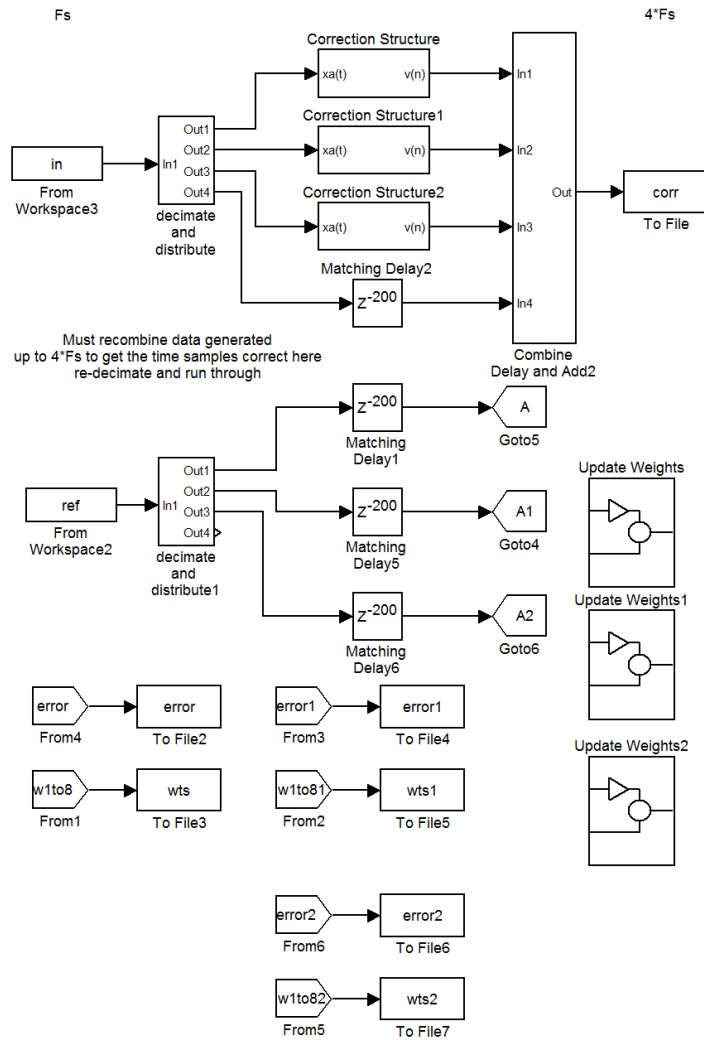 Fs
4*Fs
Correction Structure
xa(t)
v(n)
In1
Out1
Out2
Out3
Out4
In1
in
From
Workspace3
decimate
and
distribute
Correction Structure1
xa(t)
v(n)
In2
Correction Structure2
xa(t)
v(n)
In3
Out
corr
To File
Matching Delay2
Z-200
In4
Combine
Delay and Add2
Must recombine data generated
up to 4*Fs to get the time samples correct here
re-decimate and run through
Z-200
Matching
Delay1
A
Goto5
Out1
Out2
Out3
Out4
In1
ref
From
Workspace2
decimate
and
distribute1
Z-200
Matching
Delay5
A1
Goto4
Z-200
Matching
Delay6
A2
Goto6
Update Weights
Update Weights1
Update Weights2
error
From4
error
To File2
error1
From3
error1
To File4
w1to8
From1
wts
To File3
w1to81
From2
wts1
To File5
error2
From6
error2
To File6
w1to82
From5
wts2
To File7